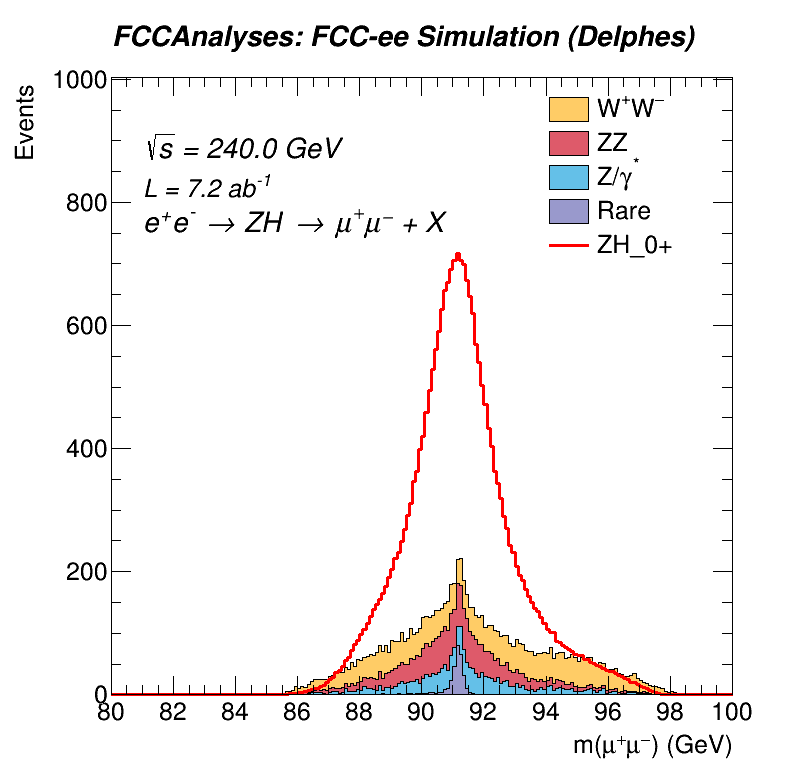 FCCAnalyses: FCC-ee Simulation (Delphes)
Events
1000
800
600
400
200
0
√s = 240.0 GeV
L = 7.2 ab⁻¹
e⁺e⁻ → ZH → μ⁺μ⁻ + X
W⁺W⁻
ZZ
Z/γ*
Rare
ZH_0+
80 82 84 86 88 90 92 94 96 98 100
m(μ⁺μ⁻) (GeV)